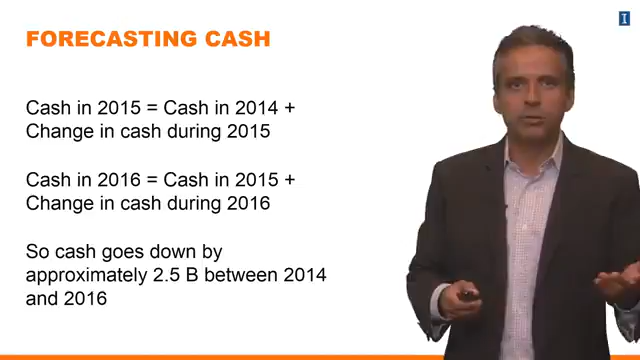 FORECASTING CASH
Cash in 2015 = Cash in 2014 +
Change in cash during 2015
Cash in 2016 = Cash in 2015 +
Change in cash during 2016
So cash goes down by
approximately 2.5 B between 2014
and 2016
I